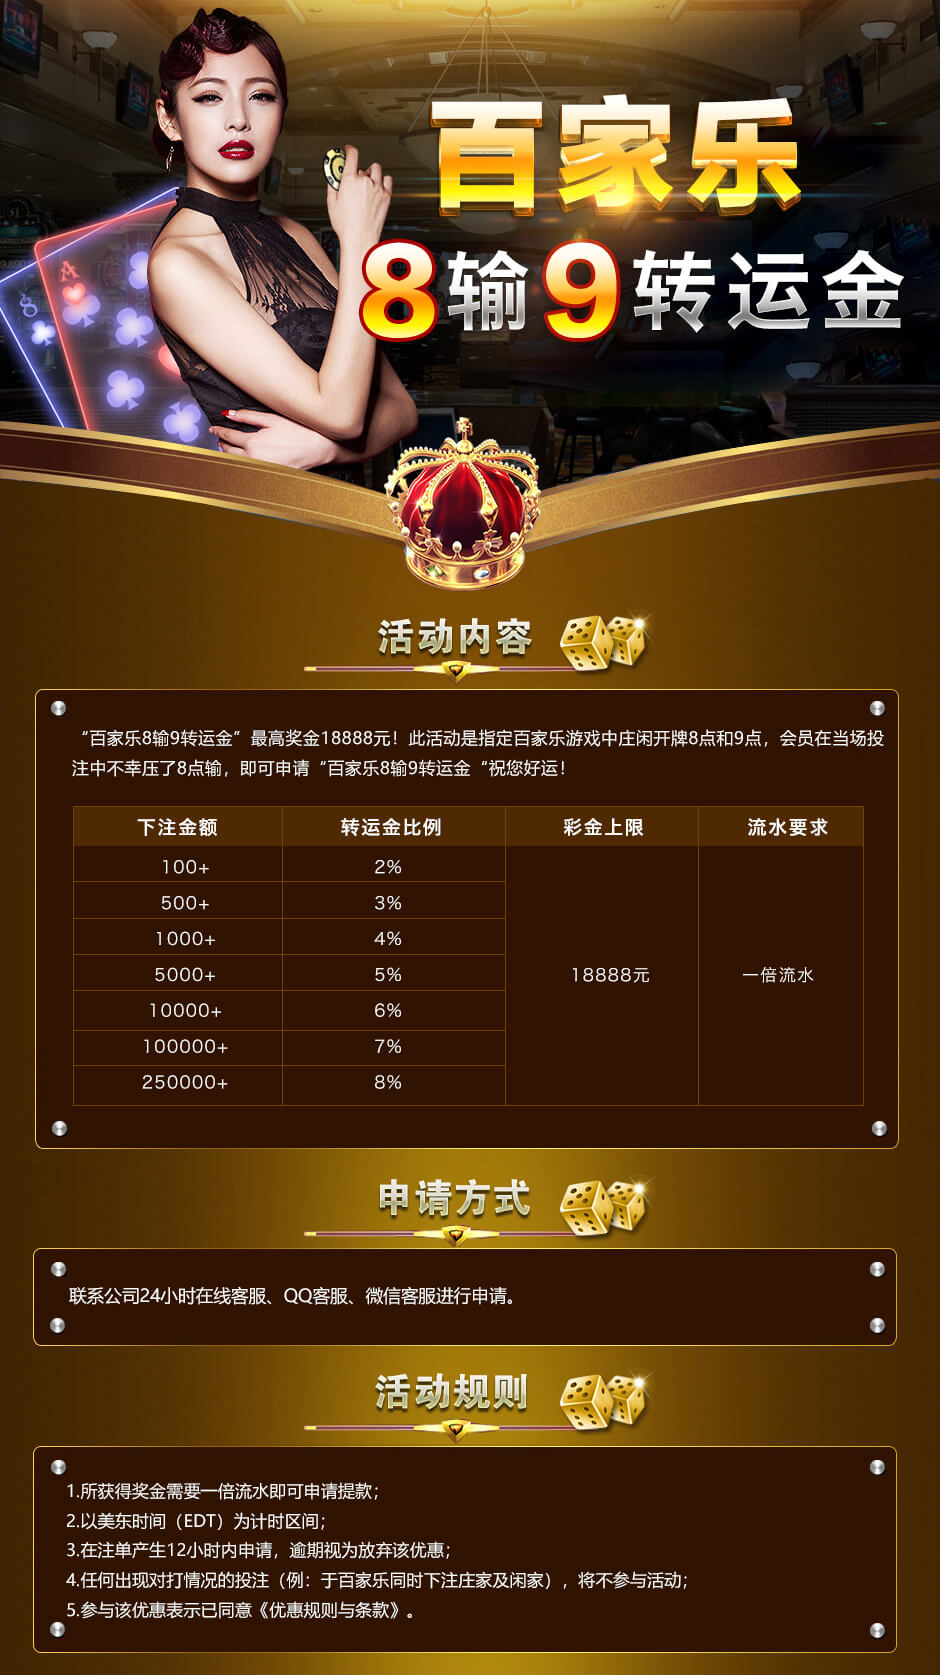 百家乐
8输9转运金
活动内容
“百家乐8输9转运金”最高奖金18888元！此活动是指定百家乐游戏中庄闲开牌8点和9点，会员在当场投
注中不幸压了8点输，即可申请“百家乐8输9转运金“祝您好运！
下注金额 转运金比例 彩金上限 流水要求
100+ 2%
500+ 3%
1000+ 4%
5000+ 5% 18888元 一倍流水
10000+ 6%
100000+ 7%
250000+ 8%
申请方式
联系公司24小时在线客服、QQ客服、微信客服进行申请。
活动规则
1.所获得奖金需要一倍流水即可申请提款；
2.以美东时间（EDT）为计时区间；
3.在注单产生12小时内申请，逾期视为放弃该优惠；
4.任何出现对打情况的投注（例：于百家乐同时下注庄家及闲家），将不参与活动；
5.参与该优惠表示已同意《优惠规则与条款》。